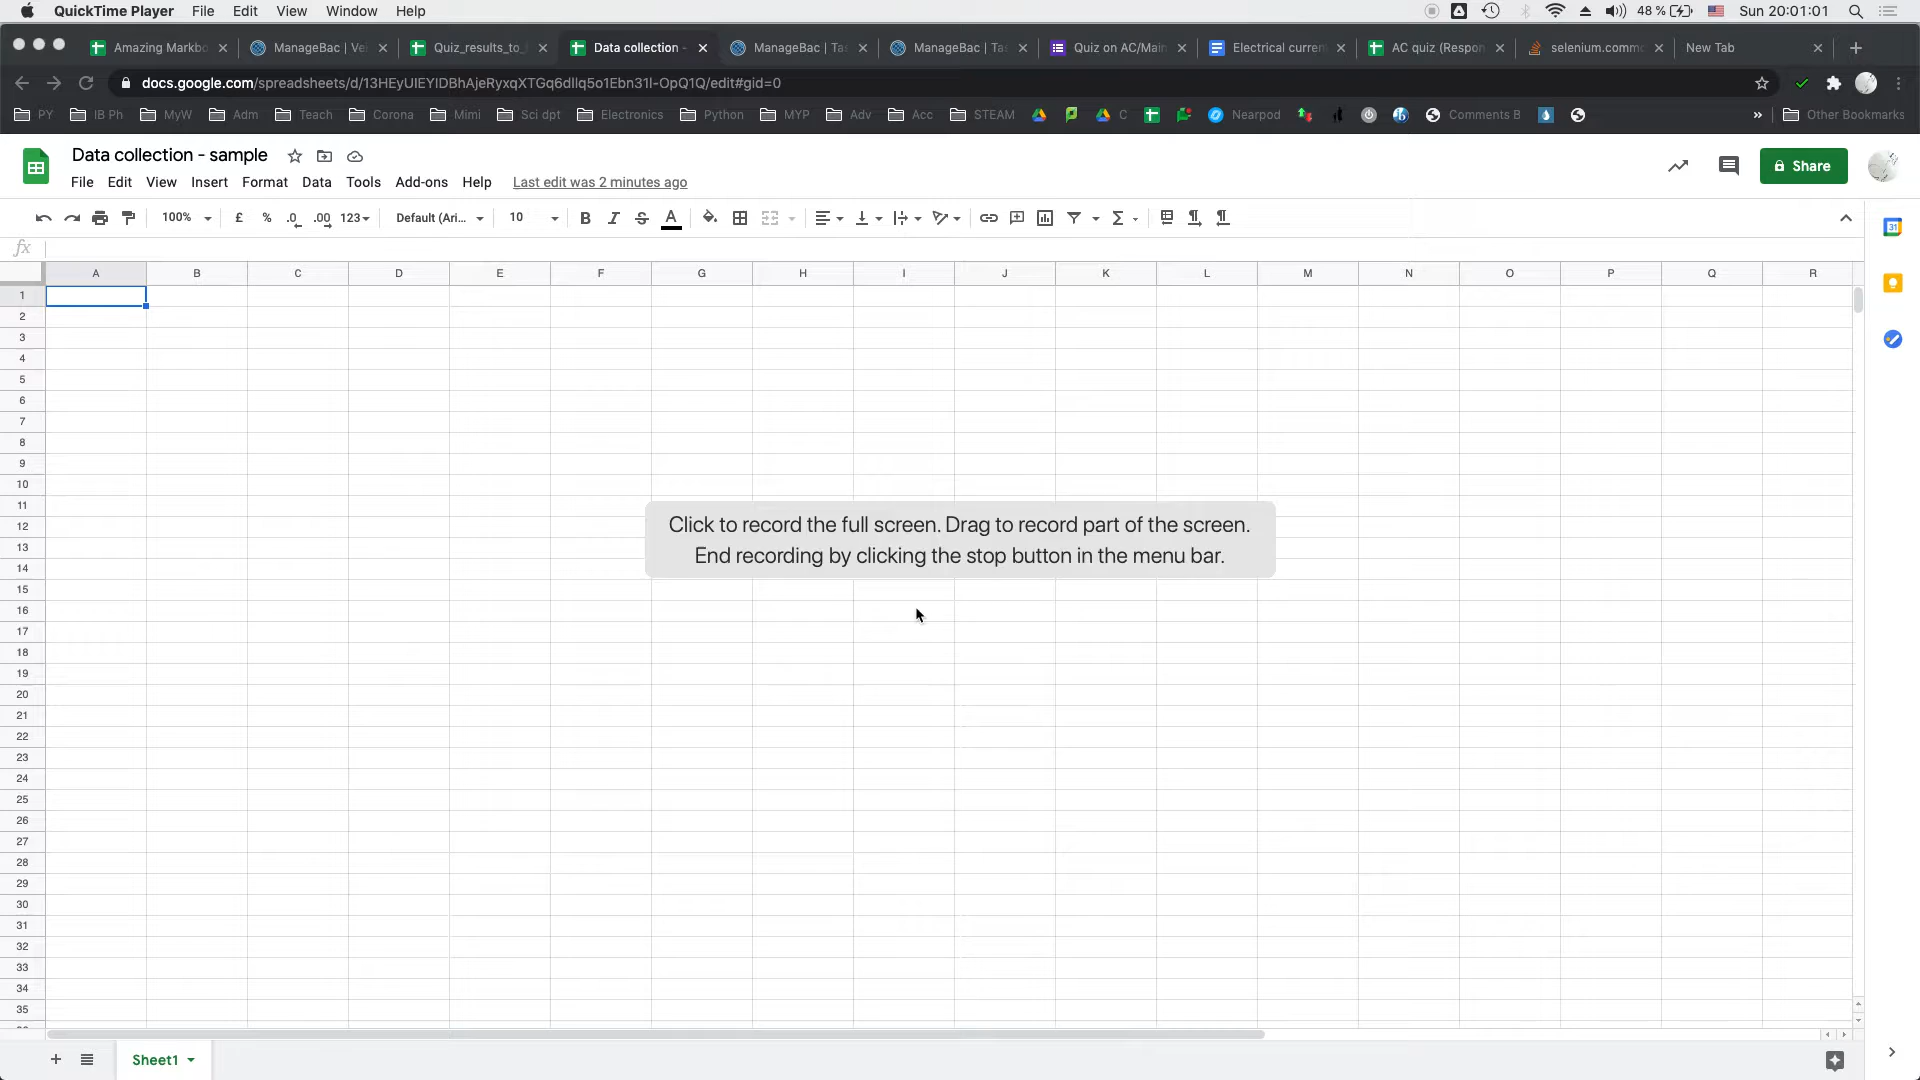 QuickTime Player File Edit View Window Help 48 % Sun 20:01:01
Amazing Markbo ManageBac | Ve Quiz_results_to_ Data collection - ManageBac | Tas ManageBac | Tas Quiz on AC/Main Electrical curren AC quiz (Respon selenium.commo New Tab
docs.google.com/spreadsheets/d/13HEyUIEYIDBhAjeRyxqXTGq6dllq5o1Ebn31l-OpQ1Q/edit#gid=0
PY IB Ph MyW Adm Teach Corona Mimi Sci dpt Electronics Python MYP Adv Acc STEAM C Nearpod Comments B » Other Bookmarks
Data collection - sample
Share
File Edit View Insert Format Data Tools Add-ons Help Last edit was 2 minutes ago
100% £ % .0 .00 123 Default (Ari... 10 B I S A Σ
31
fx
A B C D E F G H I J K L M N O P Q R
1
2
3
4
5
6
7
8
9
10
11
12
13
14
15
16
17
18
19
20
21
22
23
24
25
26
27
28
29
30
31
32
33
34
35
Click to record the full screen. Drag to record part of the screen.
End recording by clicking the stop button in the menu bar.
Sheet1